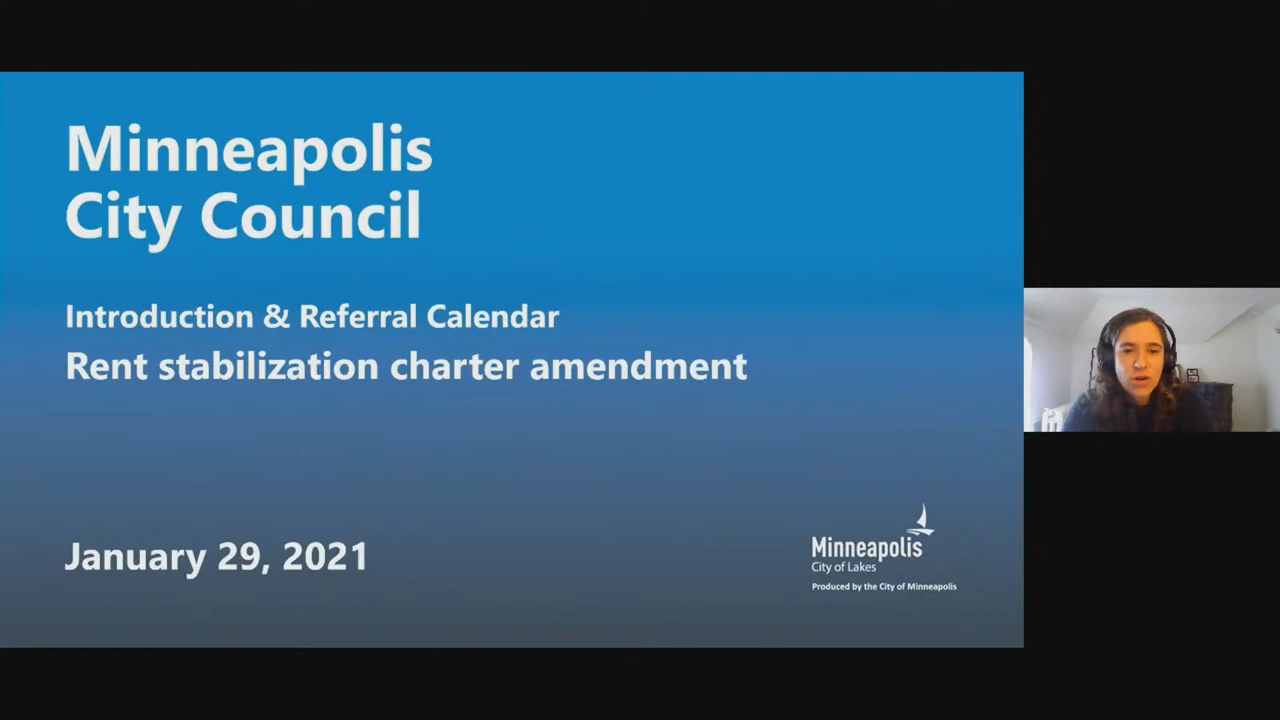 Minneapolis
City Council
Introduction & Referral Calendar
Rent stabilization charter amendment
January 29, 2021
Minneapolis
City of Lakes
Produced by the City of Minneapolis